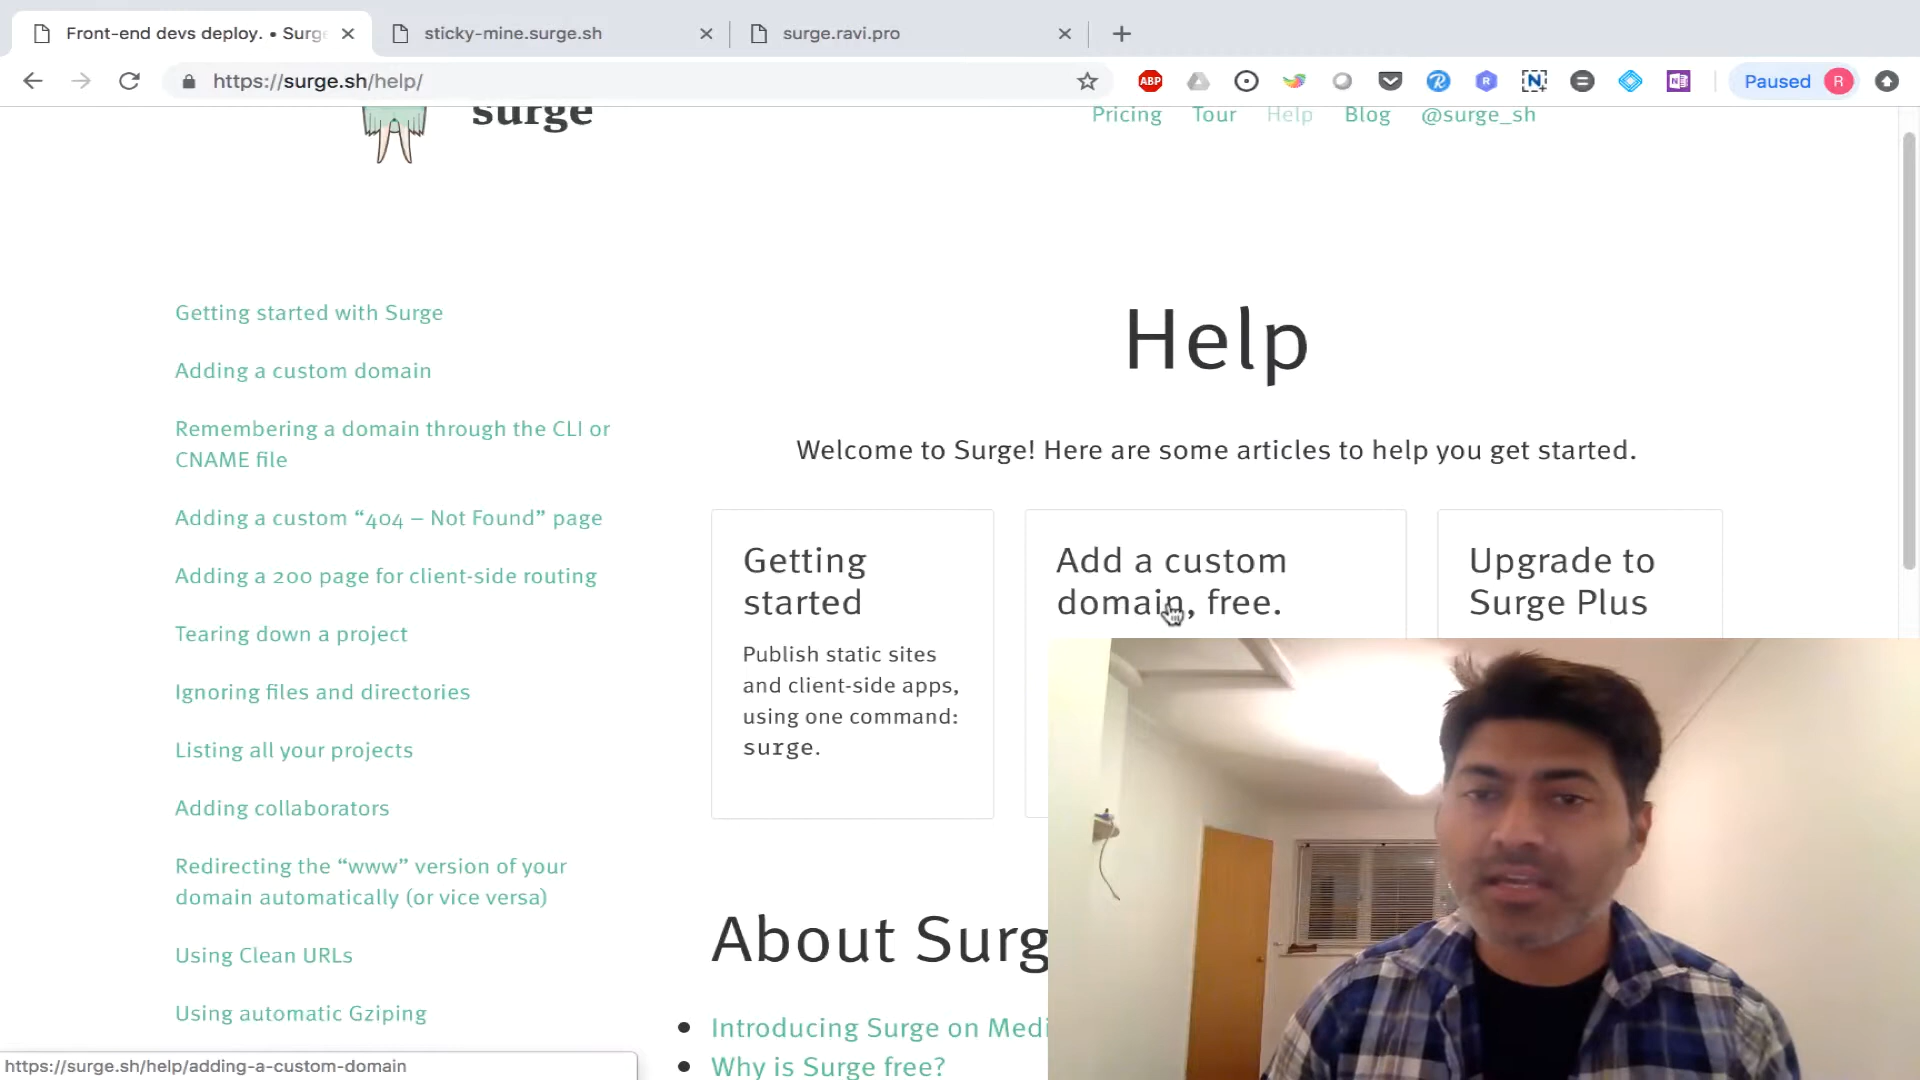 Front-end devs deploy. • Surge
sticky-mine.surge.sh
surge.ravi.pro
https://surge.sh/help/
ABP
R
N
N
Paused
R
surge
Pricing
Tour
Help
Blog
@surge_sh
Getting started with Surge
Adding a custom domain
Remembering a domain through the CLI or
CNAME file
Adding a custom “404 – Not Found” page
Adding a 200 page for client-side routing
Tearing down a project
Ignoring files and directories
Listing all your projects
Adding collaborators
Redirecting the “www” version of your
domain automatically (or vice versa)
Using Clean URLs
Using automatic Gziping
Help
Welcome to Surge! Here are some articles to help you get started.
Getting
started
Publish static sites
and client-side apps,
using one command:
surge.
Add a custom
domain, free.
Upgrade to
Surge Plus
About Surg
Introducing Surge on Medi
Why is Surge free?
https://surge.sh/help/adding-a-custom-domain